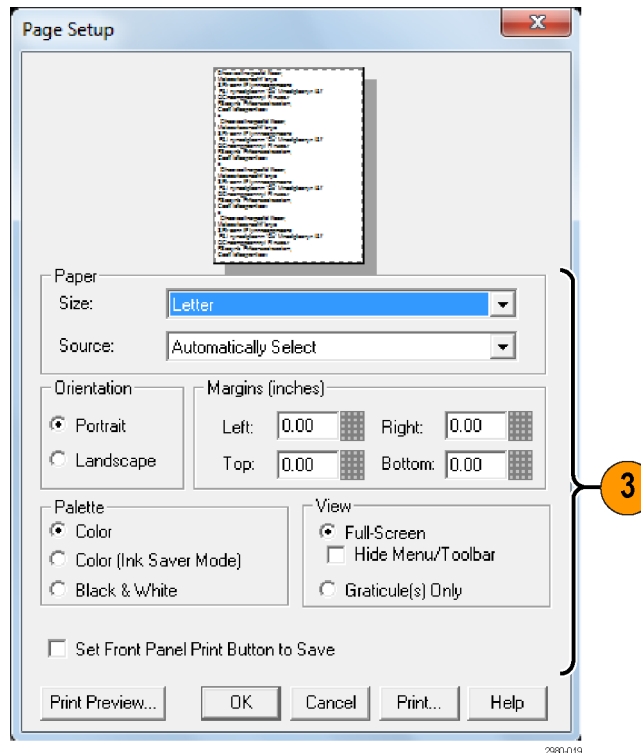 Page Setup
Paper
Size: Letter
Source: Automatically Select
Orientation
Portrait
Landscape
Margins (inches)
Left: 0.00 Right: 0.00
Top: 0.00 Bottom: 0.00
Palette
Color
Color (Ink Saver Mode)
Black & White
View
Full-Screen
Hide Menu/Toolbar
Graticule(s) Only
Set Front Panel Print Button to Save
Print Preview... OK Cancel Print... Help
3
2980-019